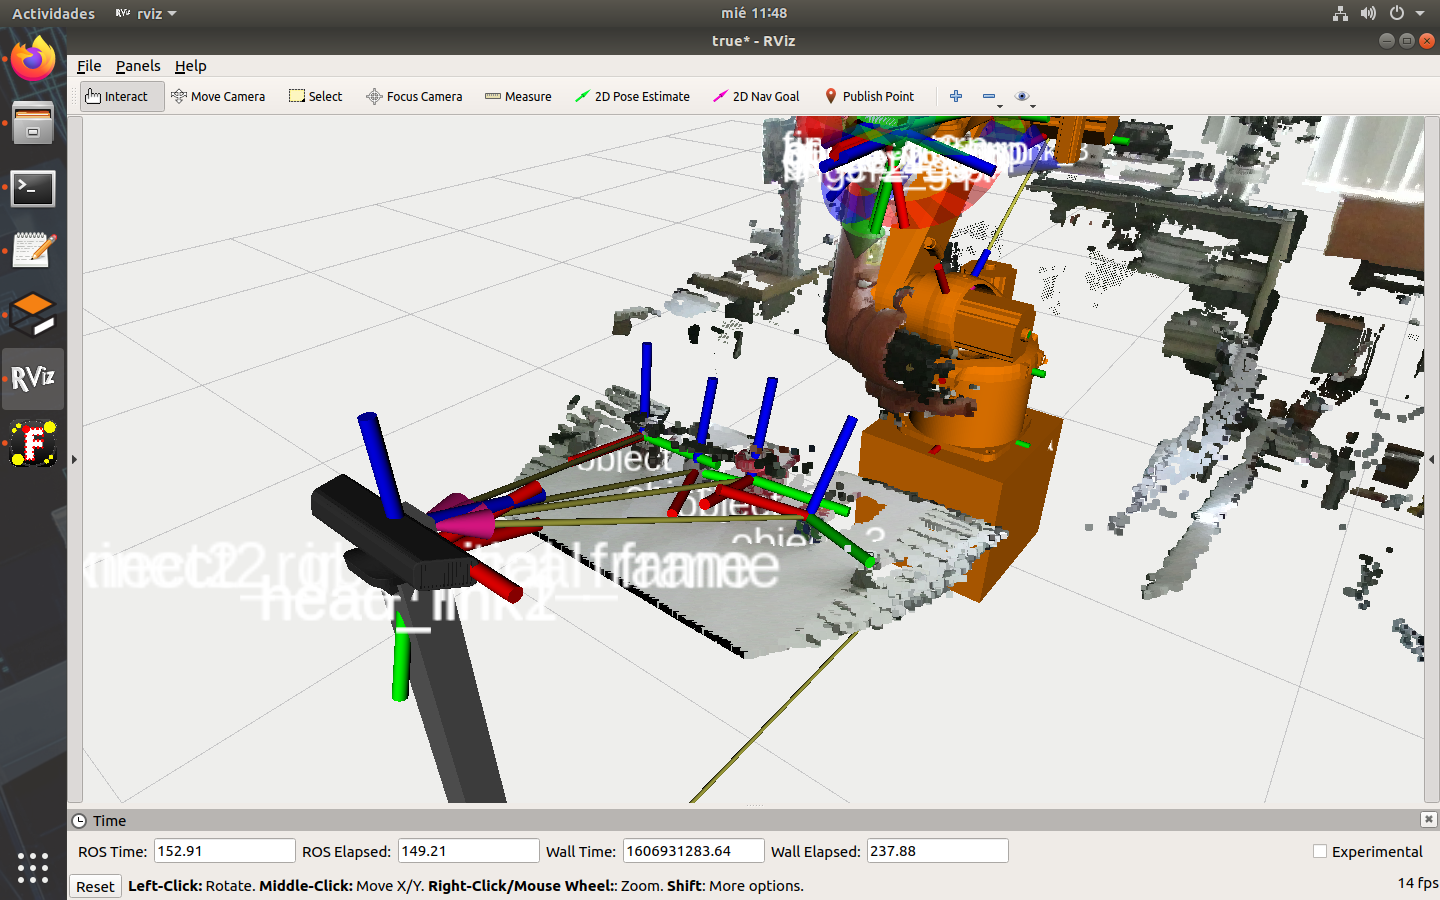 Actividades
RViz rviz
mié 11:48
true* - RViz
File Panels Help
Interact Move Camera Select Focus Camera Measure 2D Pose Estimate 2D Nav Goal Publish Point
RViz
F
object
object
object_3
frame
head_link2
Time
ROS Time: 152.91 ROS Elapsed: 149.21 Wall Time: 1606931283.64 Wall Elapsed: 237.88 Experimental
Reset Left-Click: Rotate. Middle-Click: Move X/Y. Right-Click/Mouse Wheel:: Zoom. Shift: More options. 14 fps